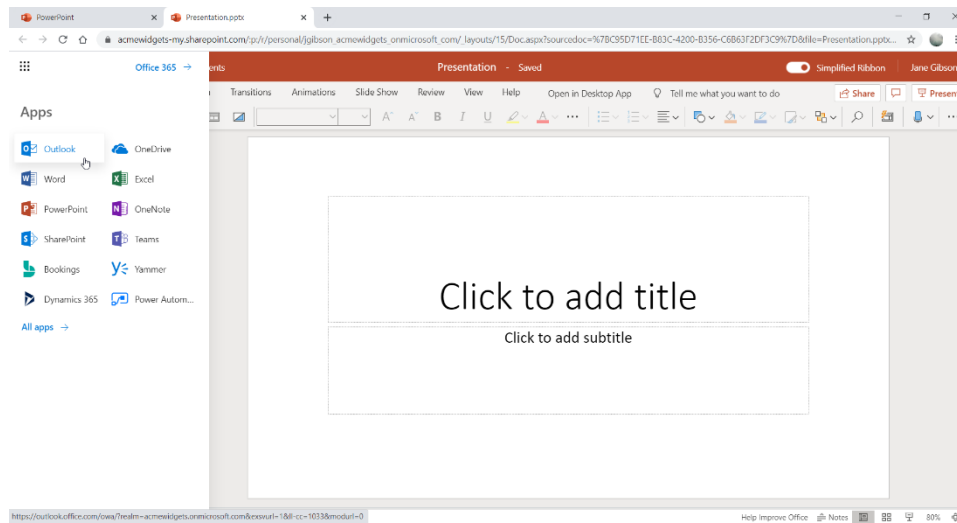 PowerPoint
Presentation.pptx
acmewidgets-my.sharepoint.com/:p:/r/personal/jgibson_acmewidgets_onmicrosoft_com/_layouts/15/Doc.aspx?sourcedoc=%7BC95D71EE-B83C-4200-B356-C6B63F2DF3C9%7D&file=Presentation.pptx...
Office 365 →
ents
Presentation - Saved
Simplified Ribbon
Jane Gibson
Transitions Animations Slide Show Review View Help Open in Desktop App Tell me what you want to do Share Presen
Apps
B I U A
Outlook OneDrive
Word Excel
PowerPoint OneNote
SharePoint Teams
Bookings Yammer
Dynamics 365 Power Autom...
All apps →
Click to add title
Click to add subtitle
https://outlook.office.com/owa/?realm=acmewidgets.onmicrosoft.com&exsvurl=1&ll-cc=1033&modurl=0
Help Improve Office Notes 80%